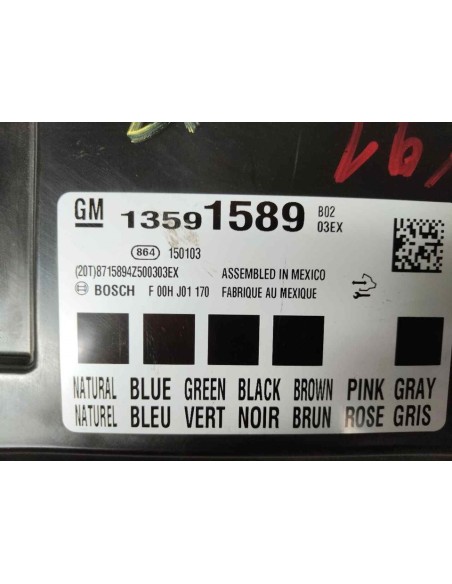 GM 13591589 B02
03EX
864 150103
(20T)8715894Z500303EX ASSEMBLED IN MEXICO
BOSCH F 00H J01 170 FABRIQUE AU MEXIQUE
NATURAL BLUE GREEN BLACK BROWN PINK GRAY
NATUREL BLEU VERT NOIR BRUN ROSE GRIS